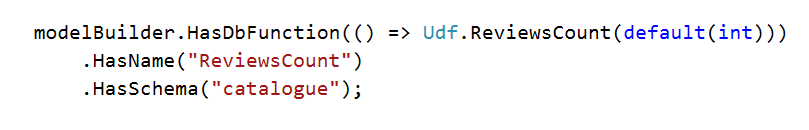 modelBuilder.HasDbFunction(() => Udf.ReviewsCount(default(int)))
.HasName("ReviewsCount")
.HasSchema("catalogue");